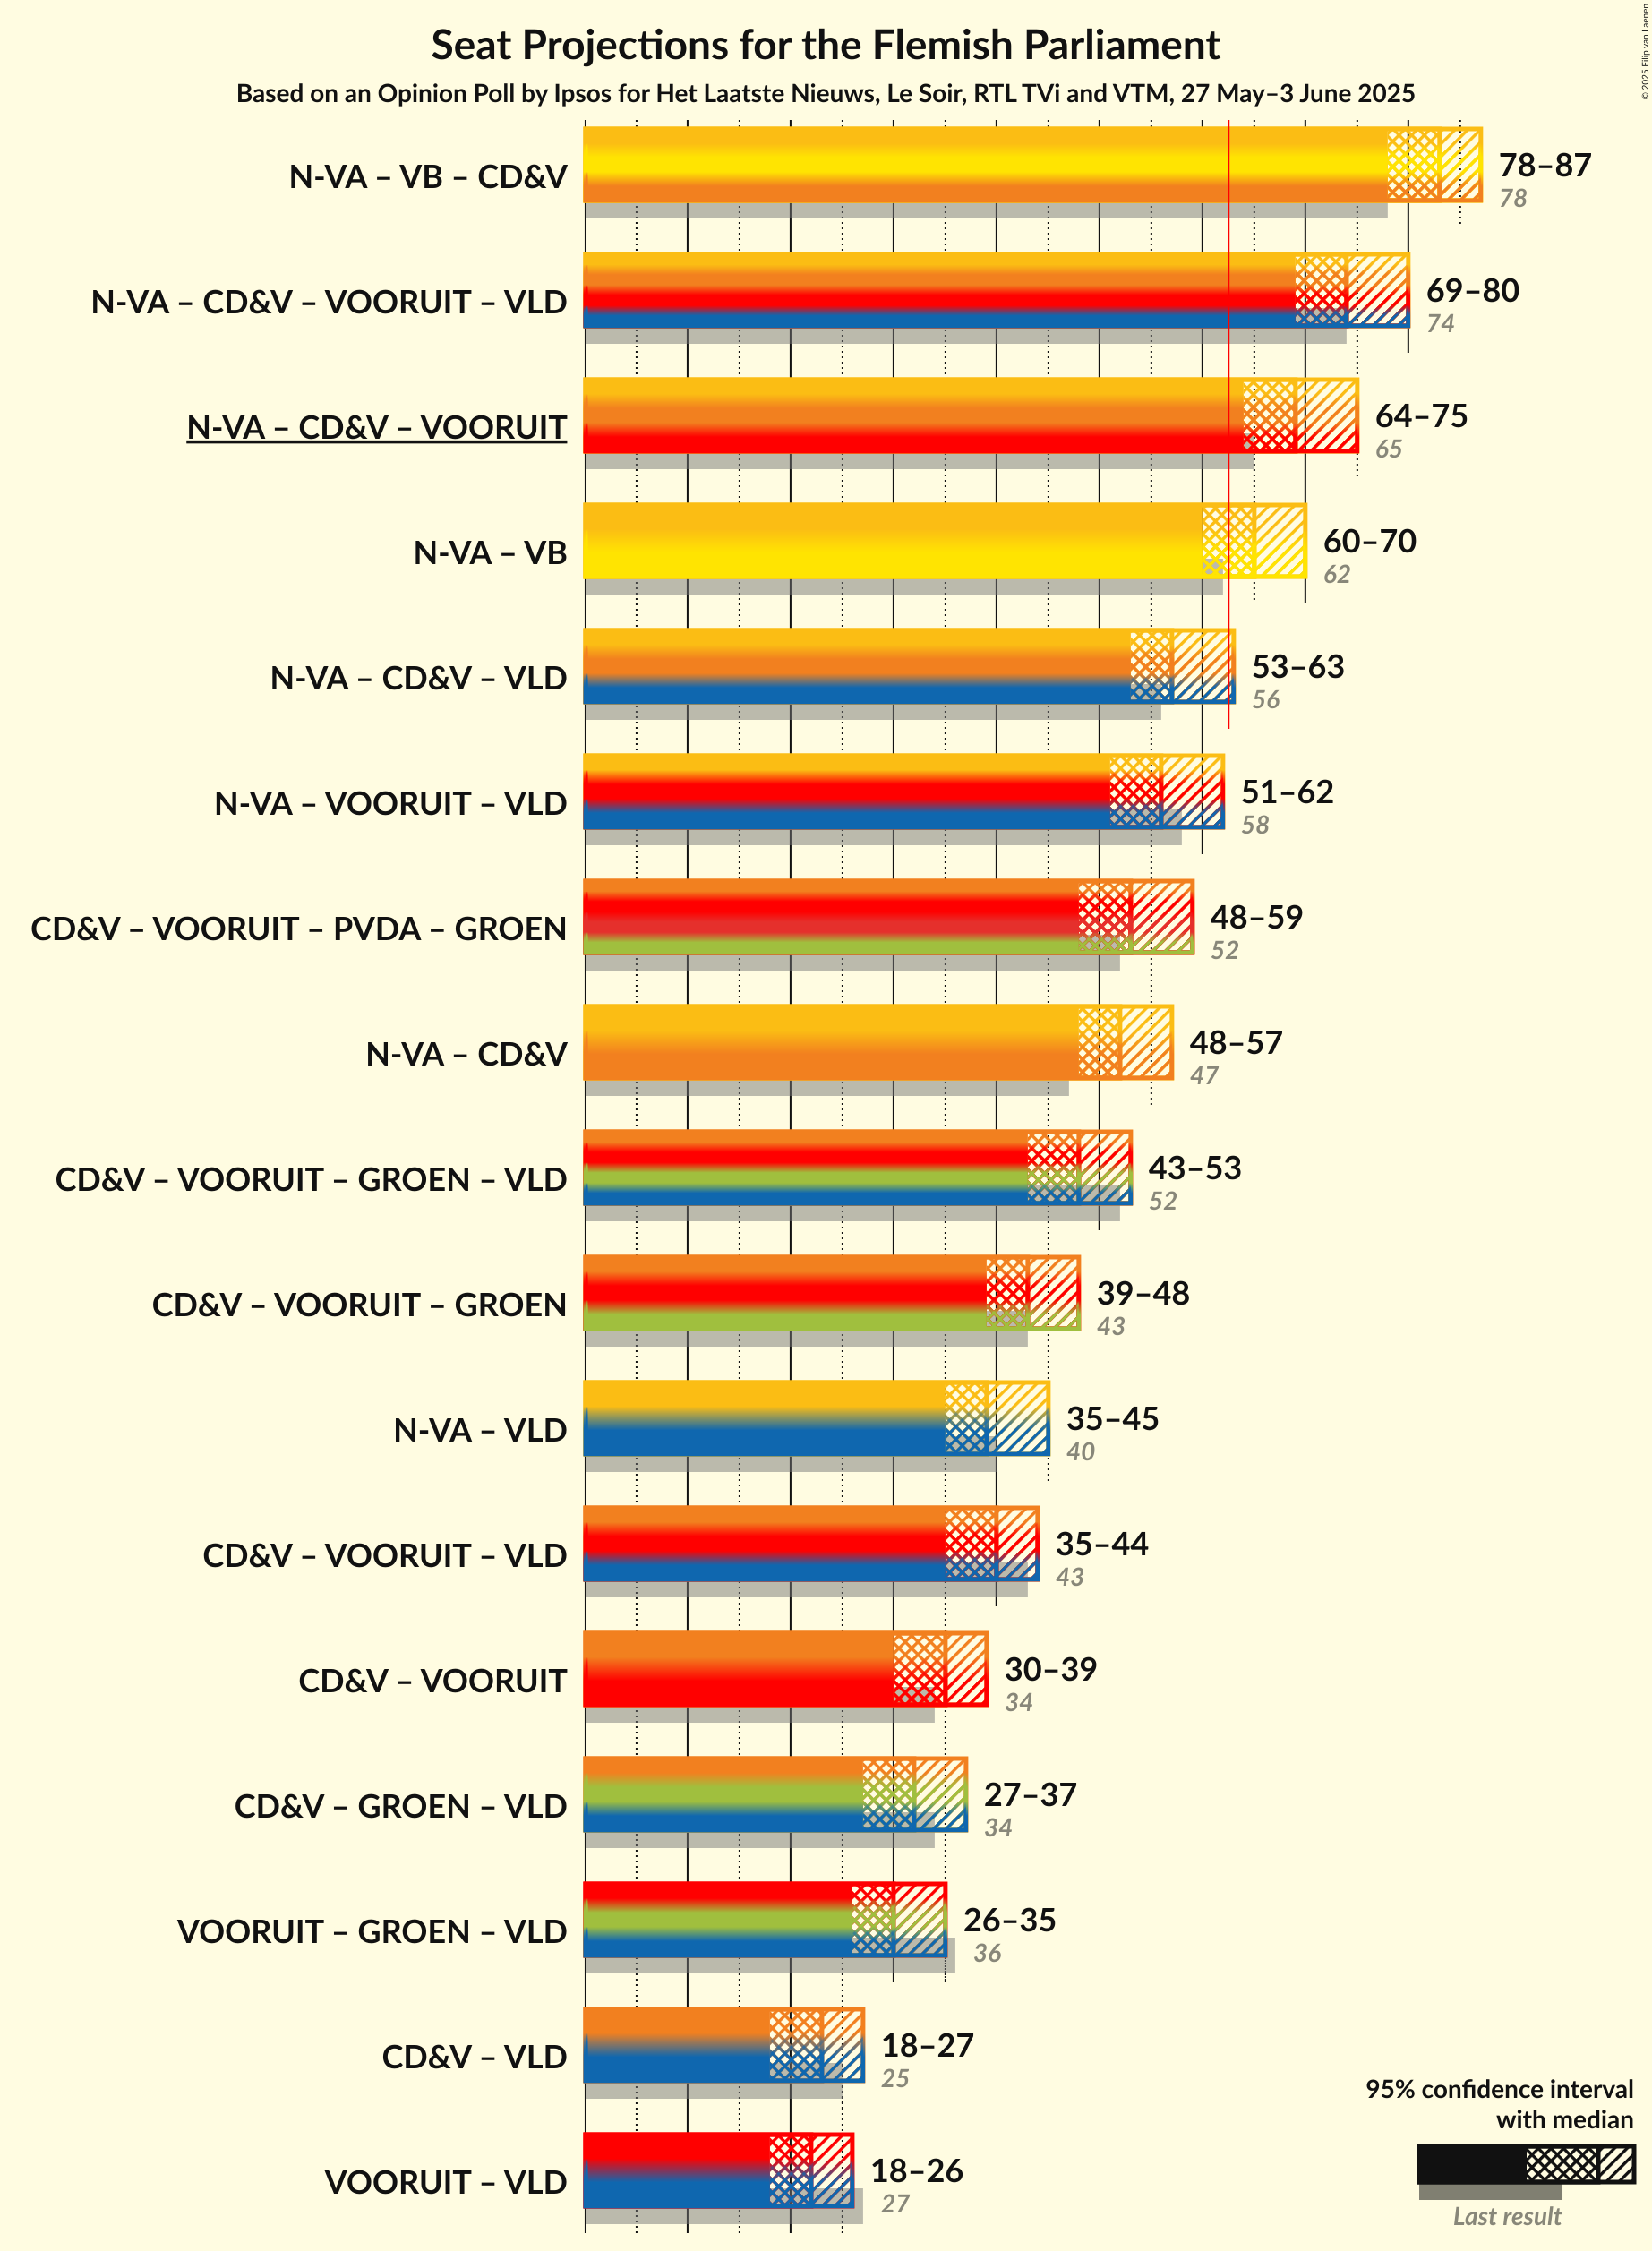 Seat Projections for the Flemish Parliament
Based on an Opinion Poll by Ipsos for Het Laatste Nieuws, Le Soir, RTL TVi and VTM, 27 May–3 June 2025
© 2025 Filip van Laenen
N-VA – VB – CD&V
78–87
78
N-VA – CD&V – VOORUIT – VLD
69–80
74
N-VA – CD&V – VOORUIT
64–75
65
N-VA – VB
60–70
62
N-VA – CD&V – VLD
53–63
56
N-VA – VOORUIT – VLD
51–62
58
CD&V – VOORUIT – PVDA – GROEN
48–59
52
N-VA – CD&V
48–57
47
CD&V – VOORUIT – GROEN – VLD
43–53
52
CD&V – VOORUIT – GROEN
39–48
43
N-VA – VLD
35–45
40
CD&V – VOORUIT – VLD
35–44
43
CD&V – VOORUIT
30–39
34
CD&V – GROEN – VLD
27–37
34
VOORUIT – GROEN – VLD
26–35
36
CD&V – VLD
18–27
25
VOORUIT – VLD
18–26
27
95% confidence interval
with median
Last result